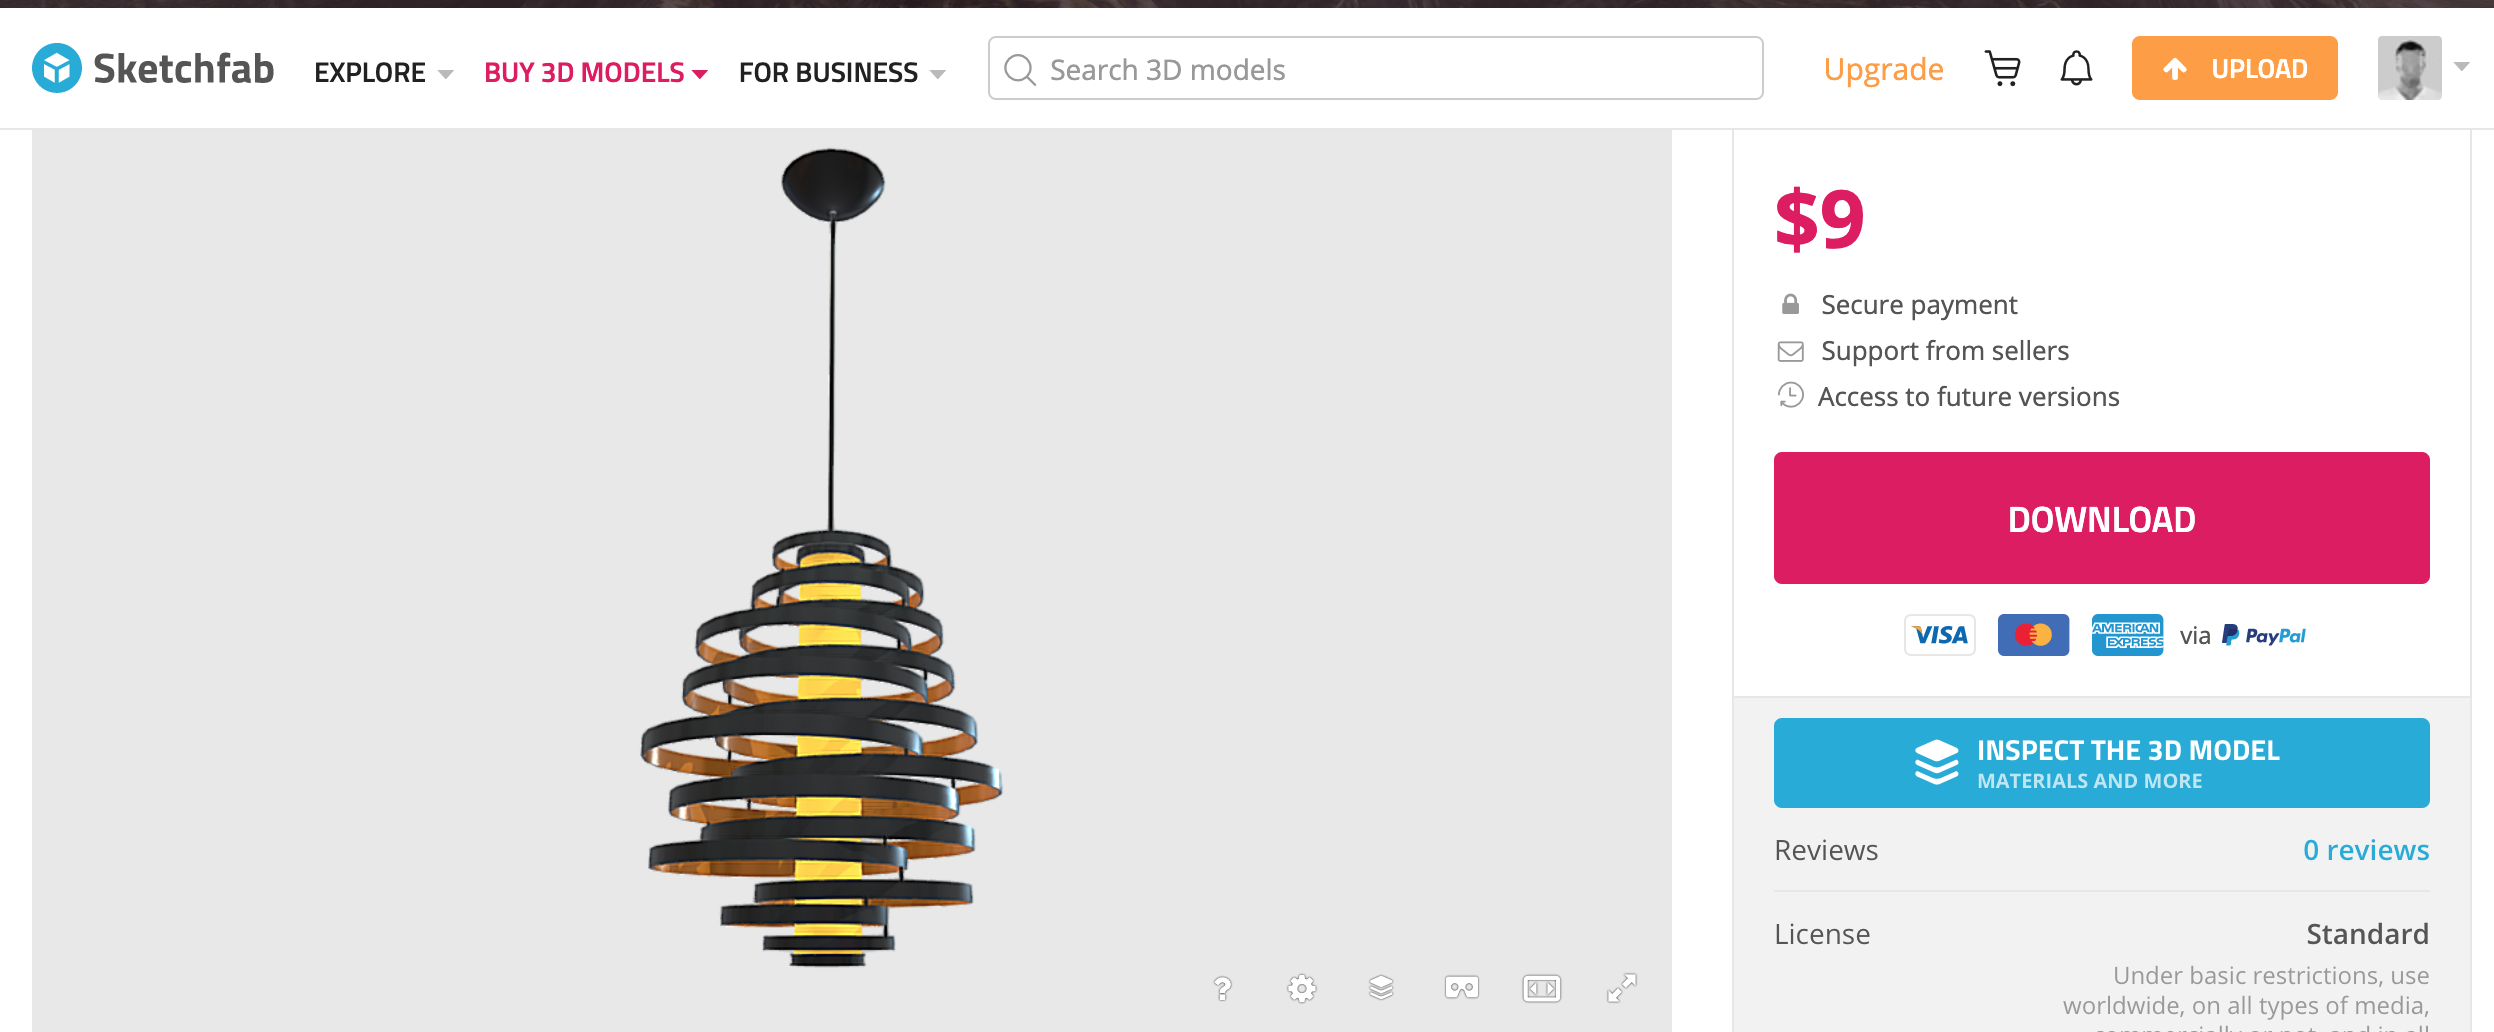 Sketchfab EXPLORE BUY 3D MODELS FOR BUSINESS Search 3D models Upgrade UPLOAD
$9
Secure payment
Support from sellers
Access to future versions
DOWNLOAD
VISA AMERICAN EXPRESS via PayPal
INSPECT THE 3D MODEL
MATERIALS AND MORE
Reviews 0 reviews
License Standard
Under basic restrictions, use
worldwide, on all types of media,